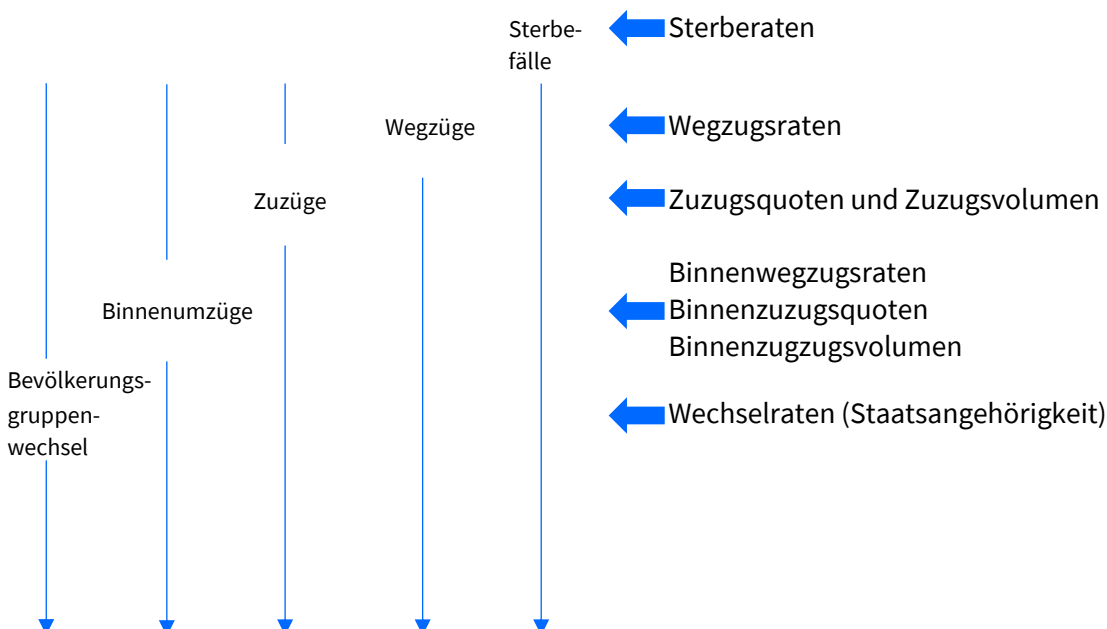 Sterbe-
fälle
Sterberaten
Wegzüge
Wegzugsraten
Zuzüge
Zuzugsquoten und Zuzugsvolumen
Binnenumzüge
Binnenwegzugsraten
Binnenzuzugsquoten
Binnenzugzugsvolumen
Bevölkerungs-
gruppen-
wechsel
Wechselraten (Staatsangehörigkeit)